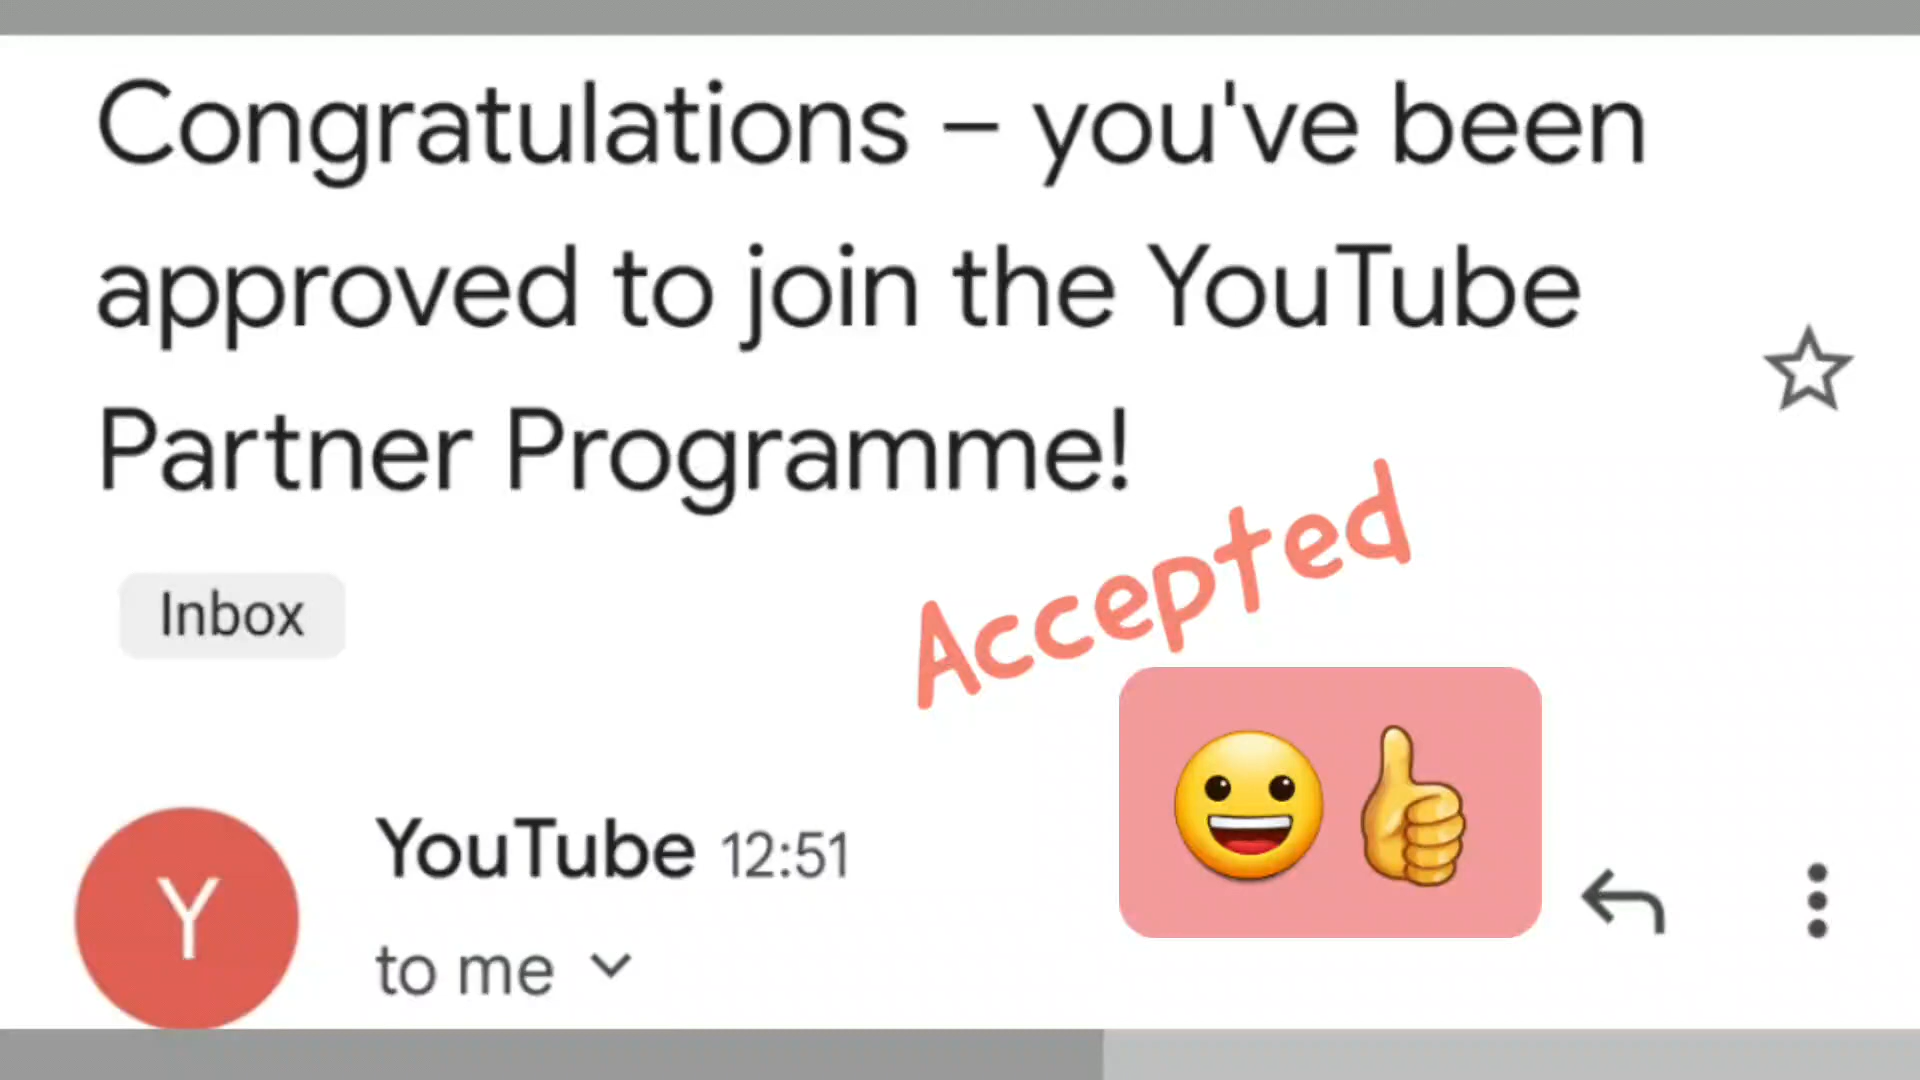 Congratulations – you've been
approved to join the YouTube
Partner Programme!
Accepted
Inbox
Y
YouTube 12:51
to me